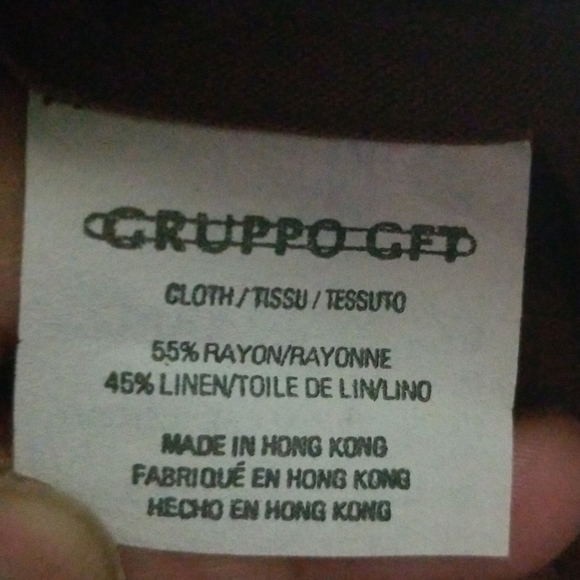 GRUPPO GFT
CLOTH/TISSU/TESSUTO
55% RAYON/RAYONNE
45% LINEN/TOILE DE LIN/LINO
MADE IN HONG KONG
FABRIQUÉ EN HONG KONG
HECHO EN HONG KONG